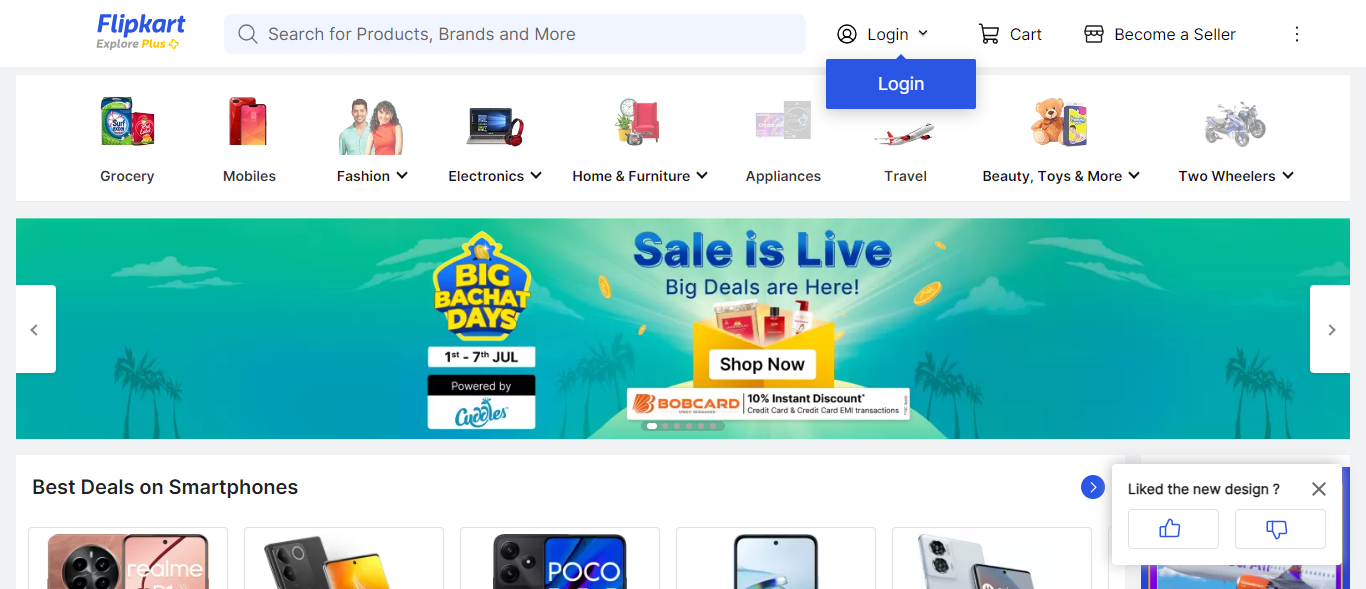 Flipkart
Explore Plus
Search for Products, Brands and More
Login
Cart
Become a Seller
Login
Surf excel
Grocery
Mobiles
Fashion
Electronics
Home & Furniture
Appliances
Travel
Beauty, Toys & More
Two Wheelers
BIG
BACHAT
DAYS
1st - 7th JUL
Powered by
Cuddles
Sale is Live
Big Deals are Here!
Shop Now
BOBCARD
10% Instant Discount*
Credit Card & Credit Card EMI transactions
Best Deals on Smartphones
Liked the new design ?
realme
POCO